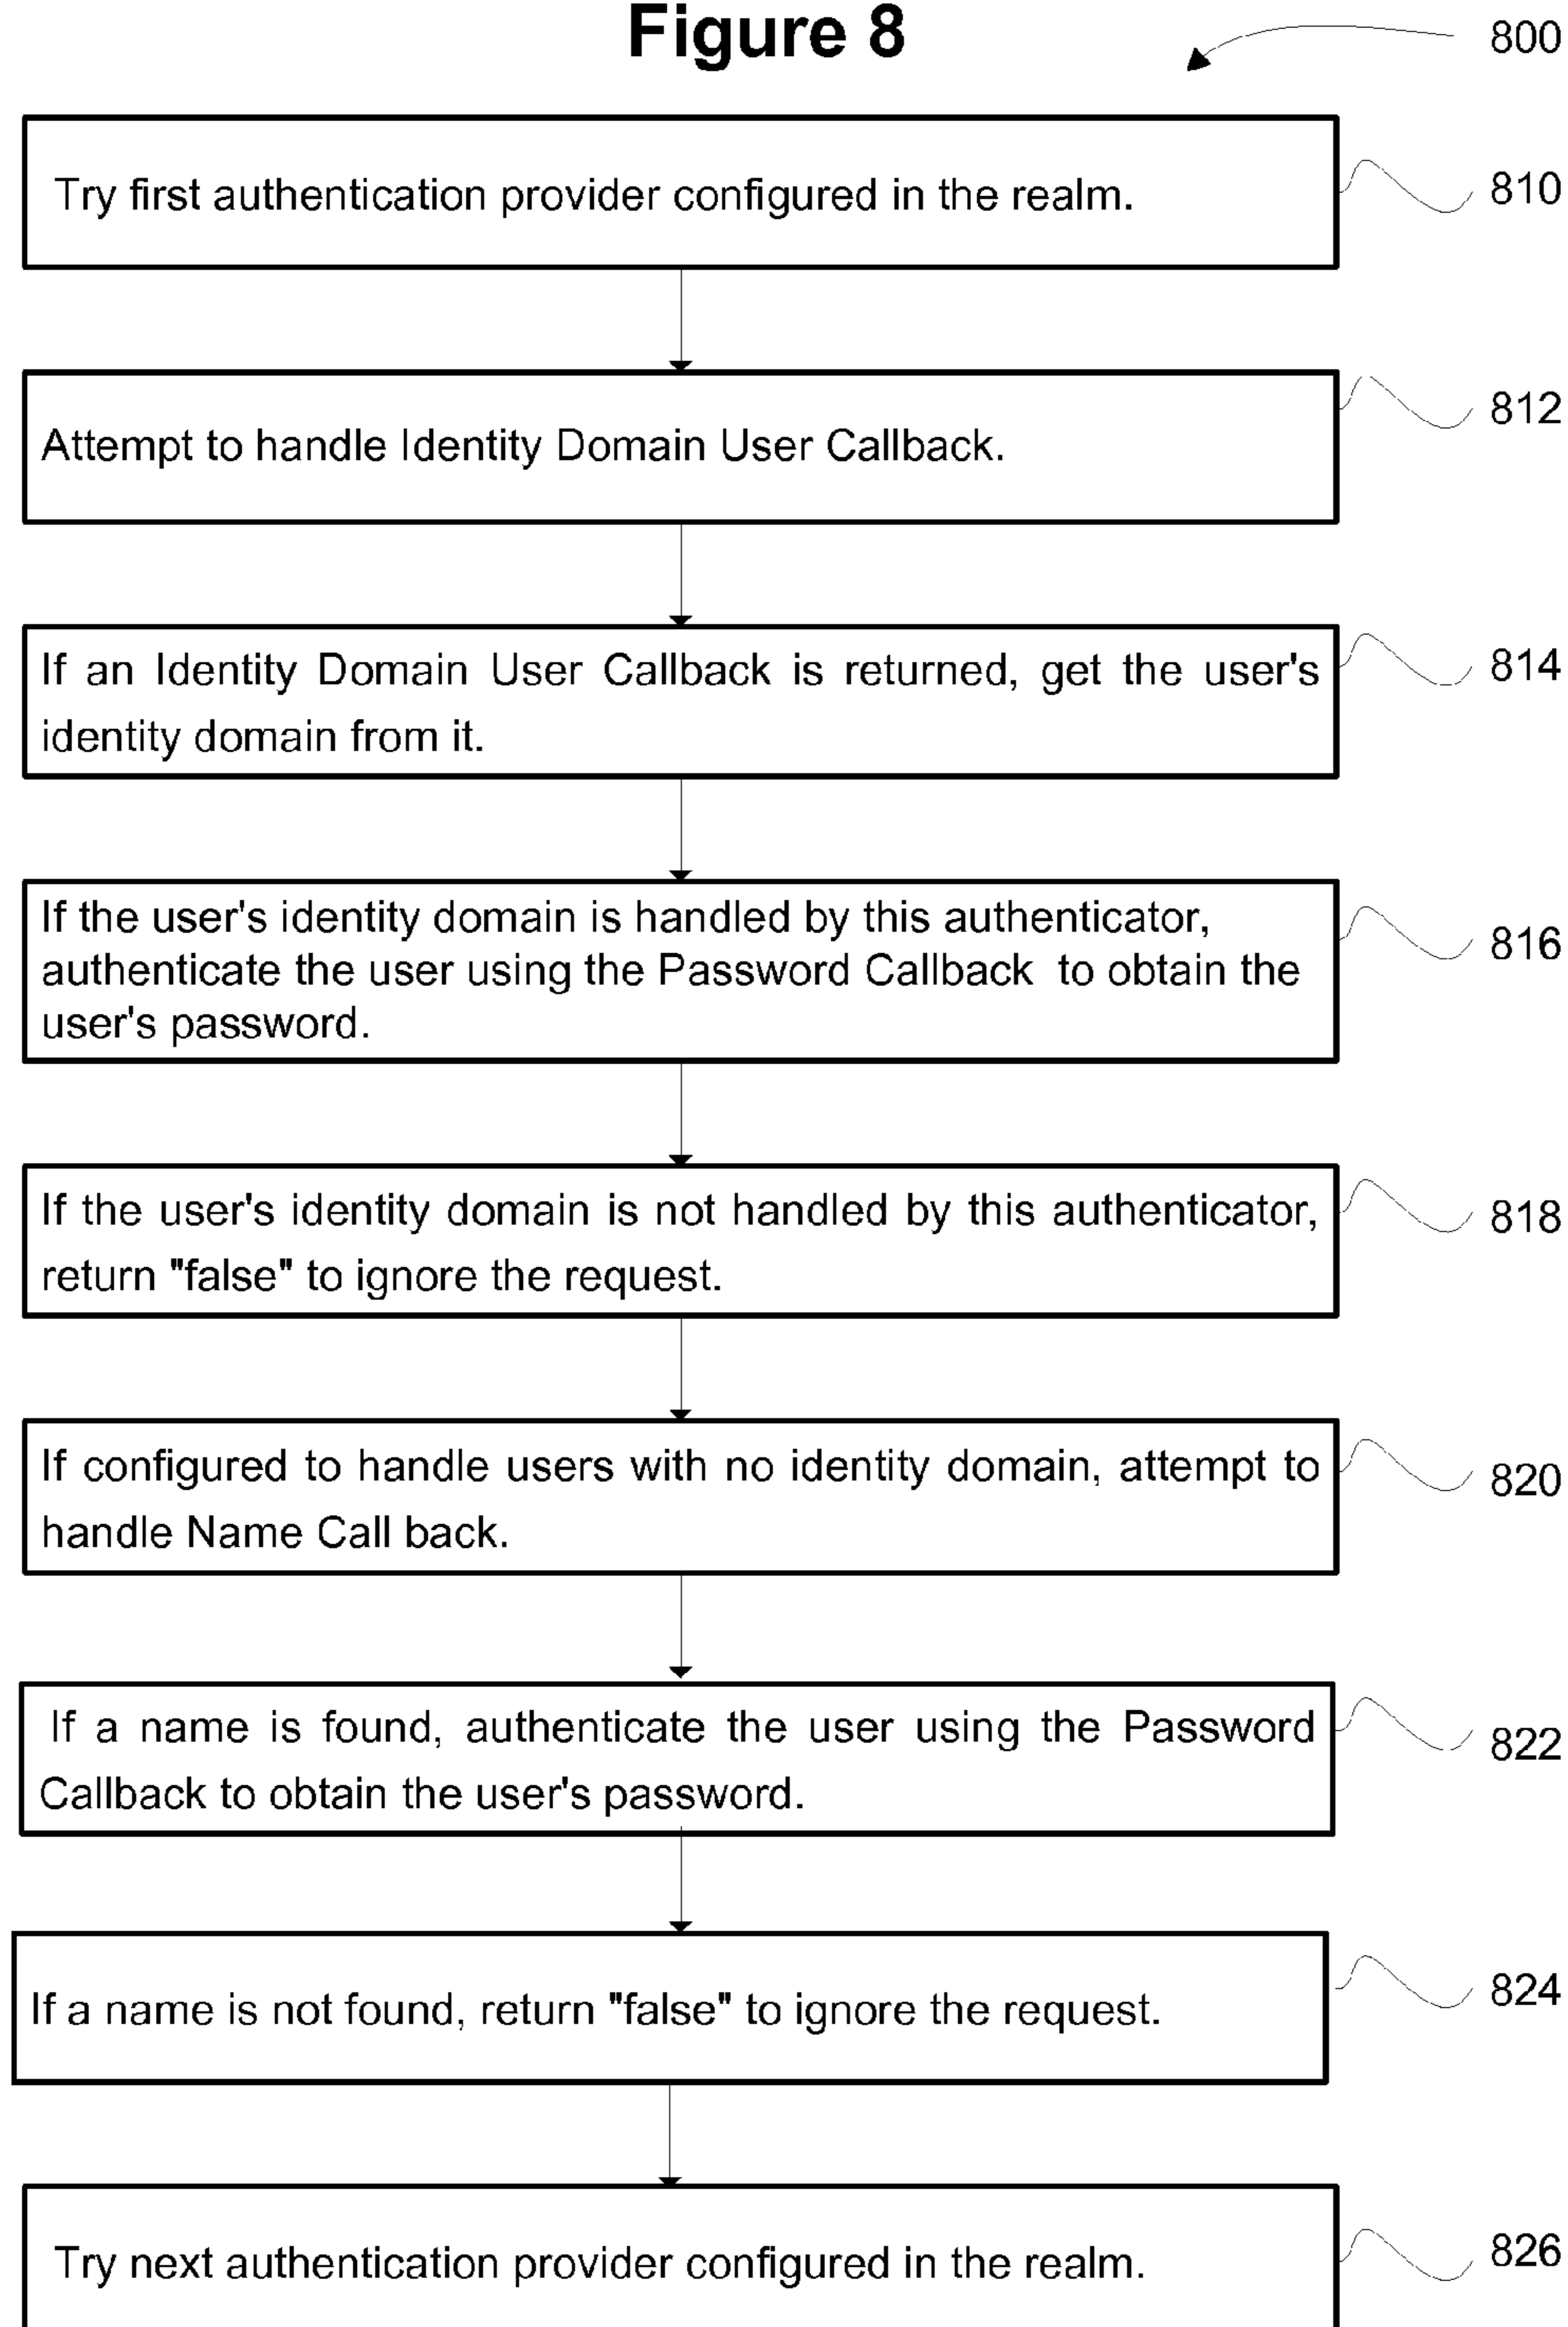 Figure 8
800
Try first authentication provider configured in the realm.
810
Attempt to handle Identity Domain User Callback.
812
If an Identity Domain User Callback is returned, get the user's
identity domain from it.
814
If the user's identity domain is handled by this authenticator,
authenticate the user using the Password Callback to obtain the
user's password.
816
If the user's identity domain is not handled by this authenticator,
return "false" to ignore the request.
818
If configured to handle users with no identity domain, attempt to
handle Name Call back.
820
If a name is found, authenticate the user using the Password
Callback to obtain the user's password.
822
If a name is not found, return "false" to ignore the request.
824
Try next authentication provider configured in the realm.
826